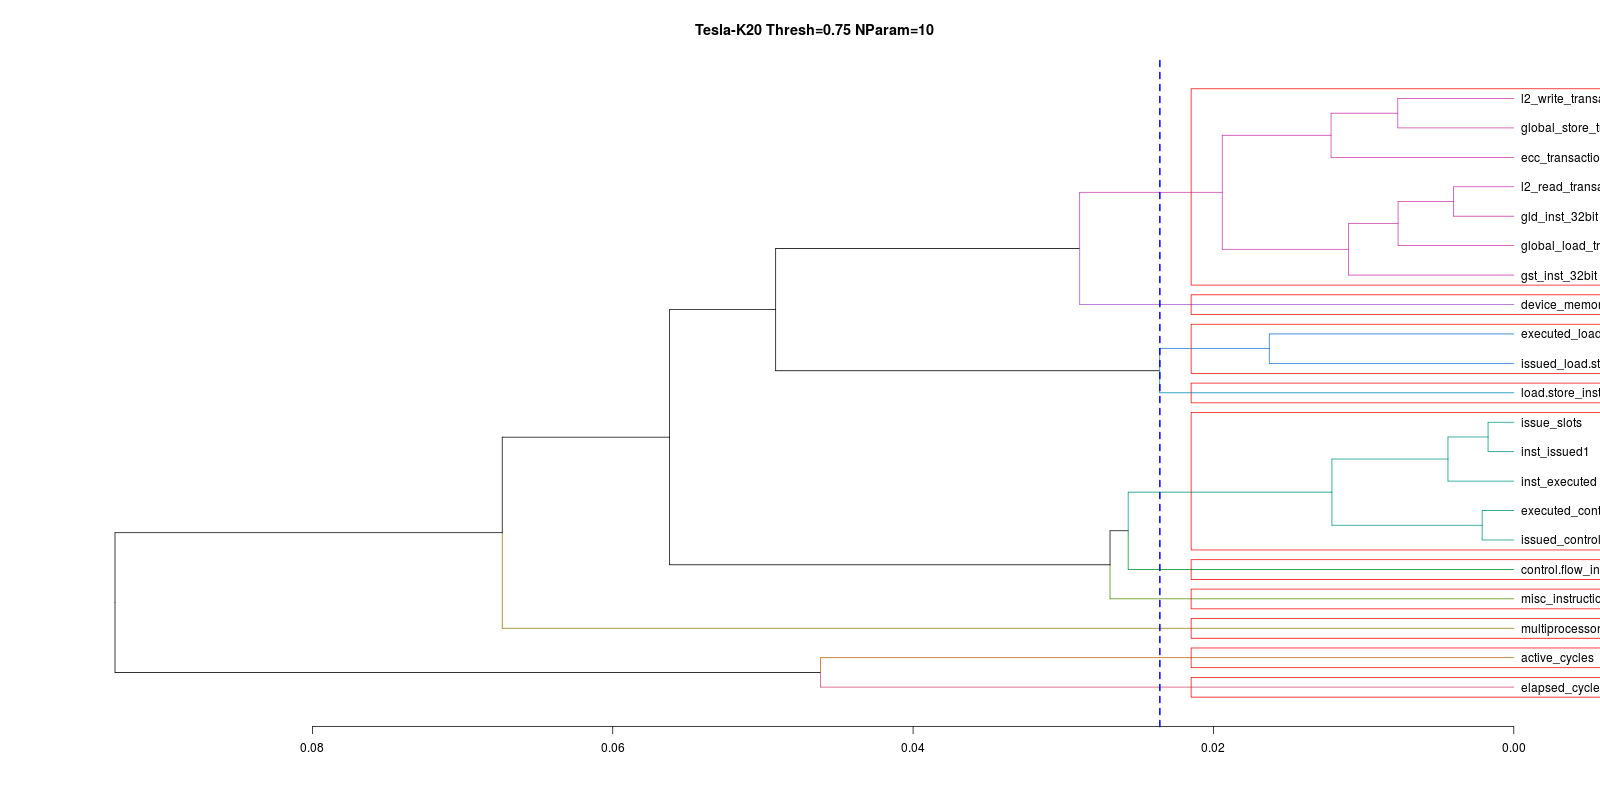 Tesla-K20 Thresh=0.75 NParam=10
l2_write_transa
global_store_t
ecc_transactio
l2_read_transa
gld_inst_32bit
global_load_tr
gst_inst_32bit
device_memor
executed_load
issued_load.st
load.store_inst
issue_slots
inst_issued1
inst_executed
executed_cont
issued_control
control.flow_in
misc_instructio
multiprocessor
active_cycles
elapsed_cycle
0.08 0.06 0.04 0.02 0.00